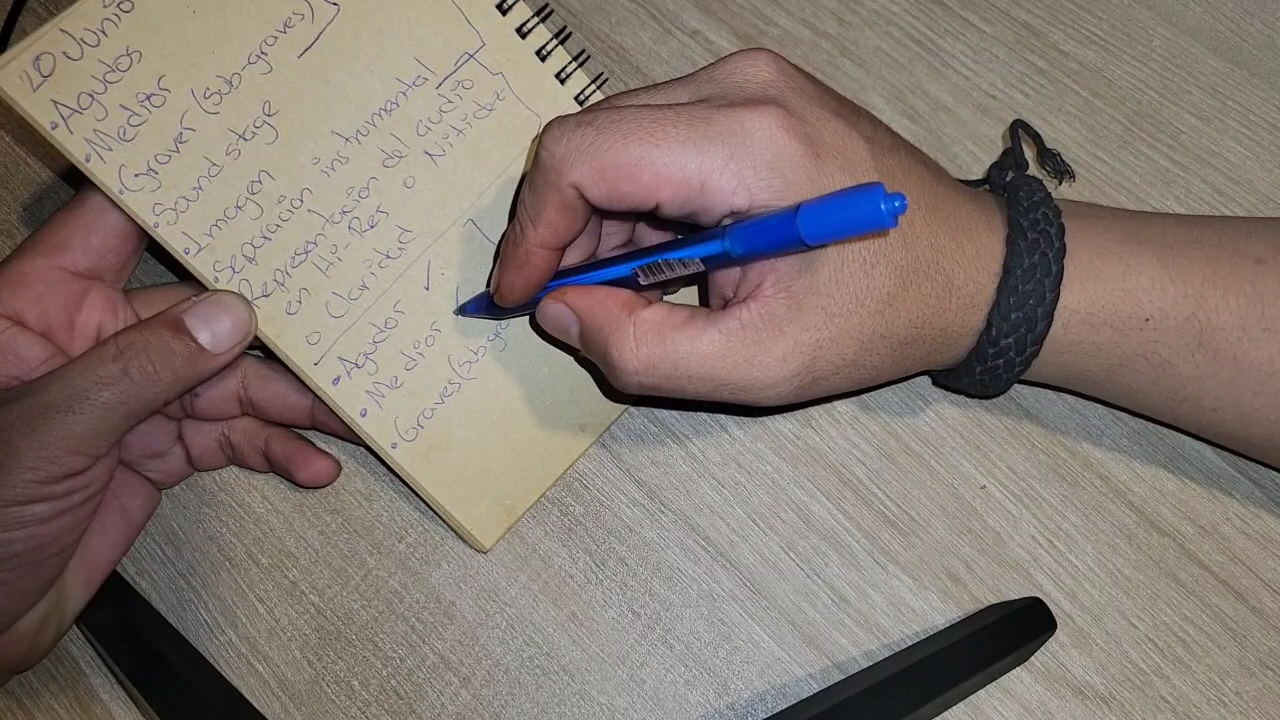 20 Junio
• Agudos
• Medios
• Graves (Sub-graves)
• Sound stage
• Imagen
• Separación instrumental
Representación del audio
en Hi-Res
o Claridad o Nitidez
• Agudos ✓
• Medios
• Graves (Sub gra